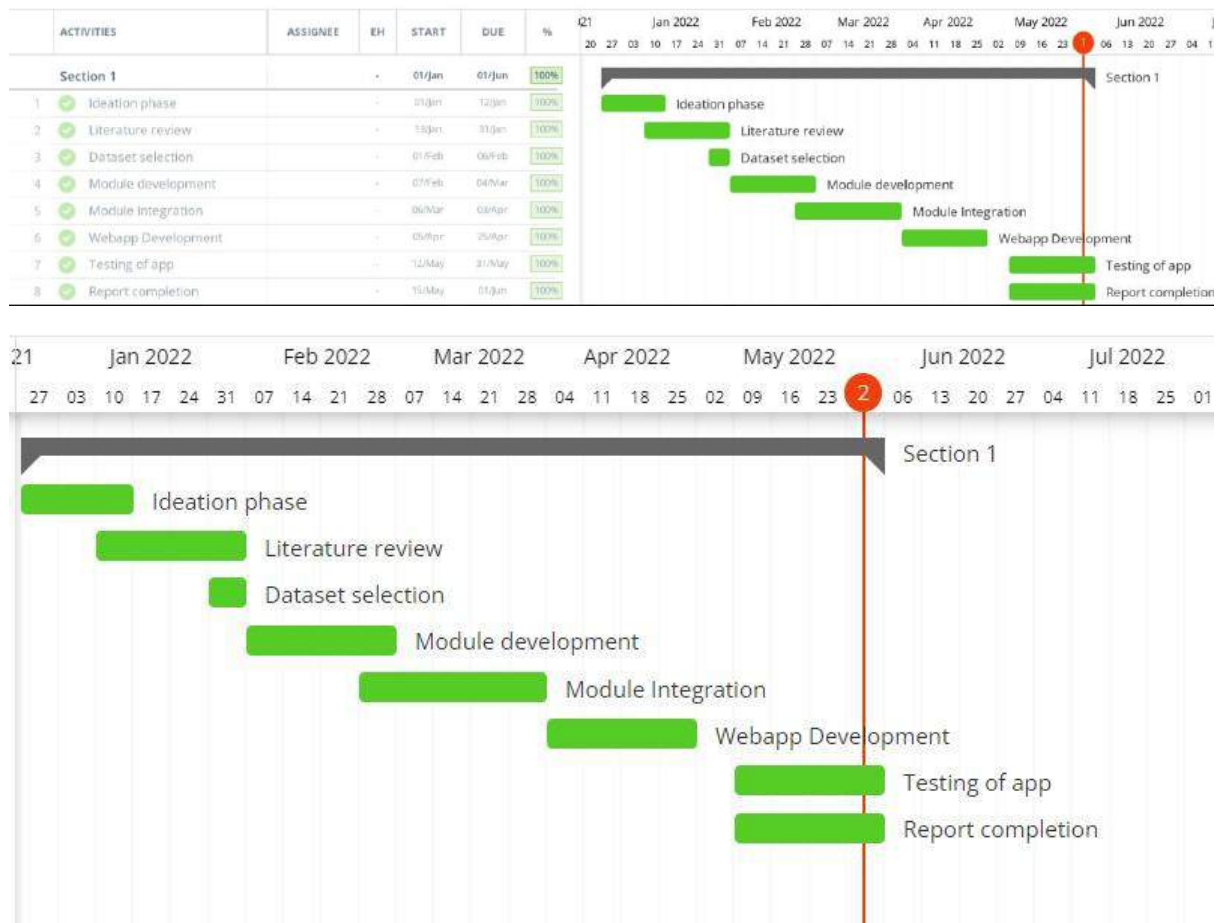 ACTIVITIES ASSIGNEE EH START DUE %
21 Jan 2022 Feb 2022 Mar 2022 Apr 2022 May 2022 Jun 2022
20 27 03 10 17 24 31 07 14 21 28 07 14 21 28 04 11 18 25 02 09 16 23 1 06 13 20 27 04
Section 1 - 01/Jan 01/Jun 100% Section 1
1 Ideation phase - 01/Jan 12/Jan 100% Ideation phase
2 Literature review - 13/Jan 31/Jan 100% Literature review
3 Dataset selection - 01/Feb 06/Feb 100% Dataset selection
4 Module development - 07/Feb 04/Mar 100% Module development
5 Module Integration - 06/Mar 03/Apr 100% Module Integration
6 Webapp Development - 05/Apr 25/Apr 100% Webapp Development
7 Testing of app - 12/May 31/May 100% Testing of app
8 Report completion - 15/May 01/Jun 100% Report completion
21 Jan 2022 Feb 2022 Mar 2022 Apr 2022 May 2022 Jun 2022 Jul 2022
27 03 10 17 24 31 07 14 21 28 07 14 21 28 04 11 18 25 02 09 16 23 2 06 13 20 27 04 11 18 25 01
Section 1
Ideation phase
Literature review
Dataset selection
Module development
Module Integration
Webapp Development
Testing of app
Report completion